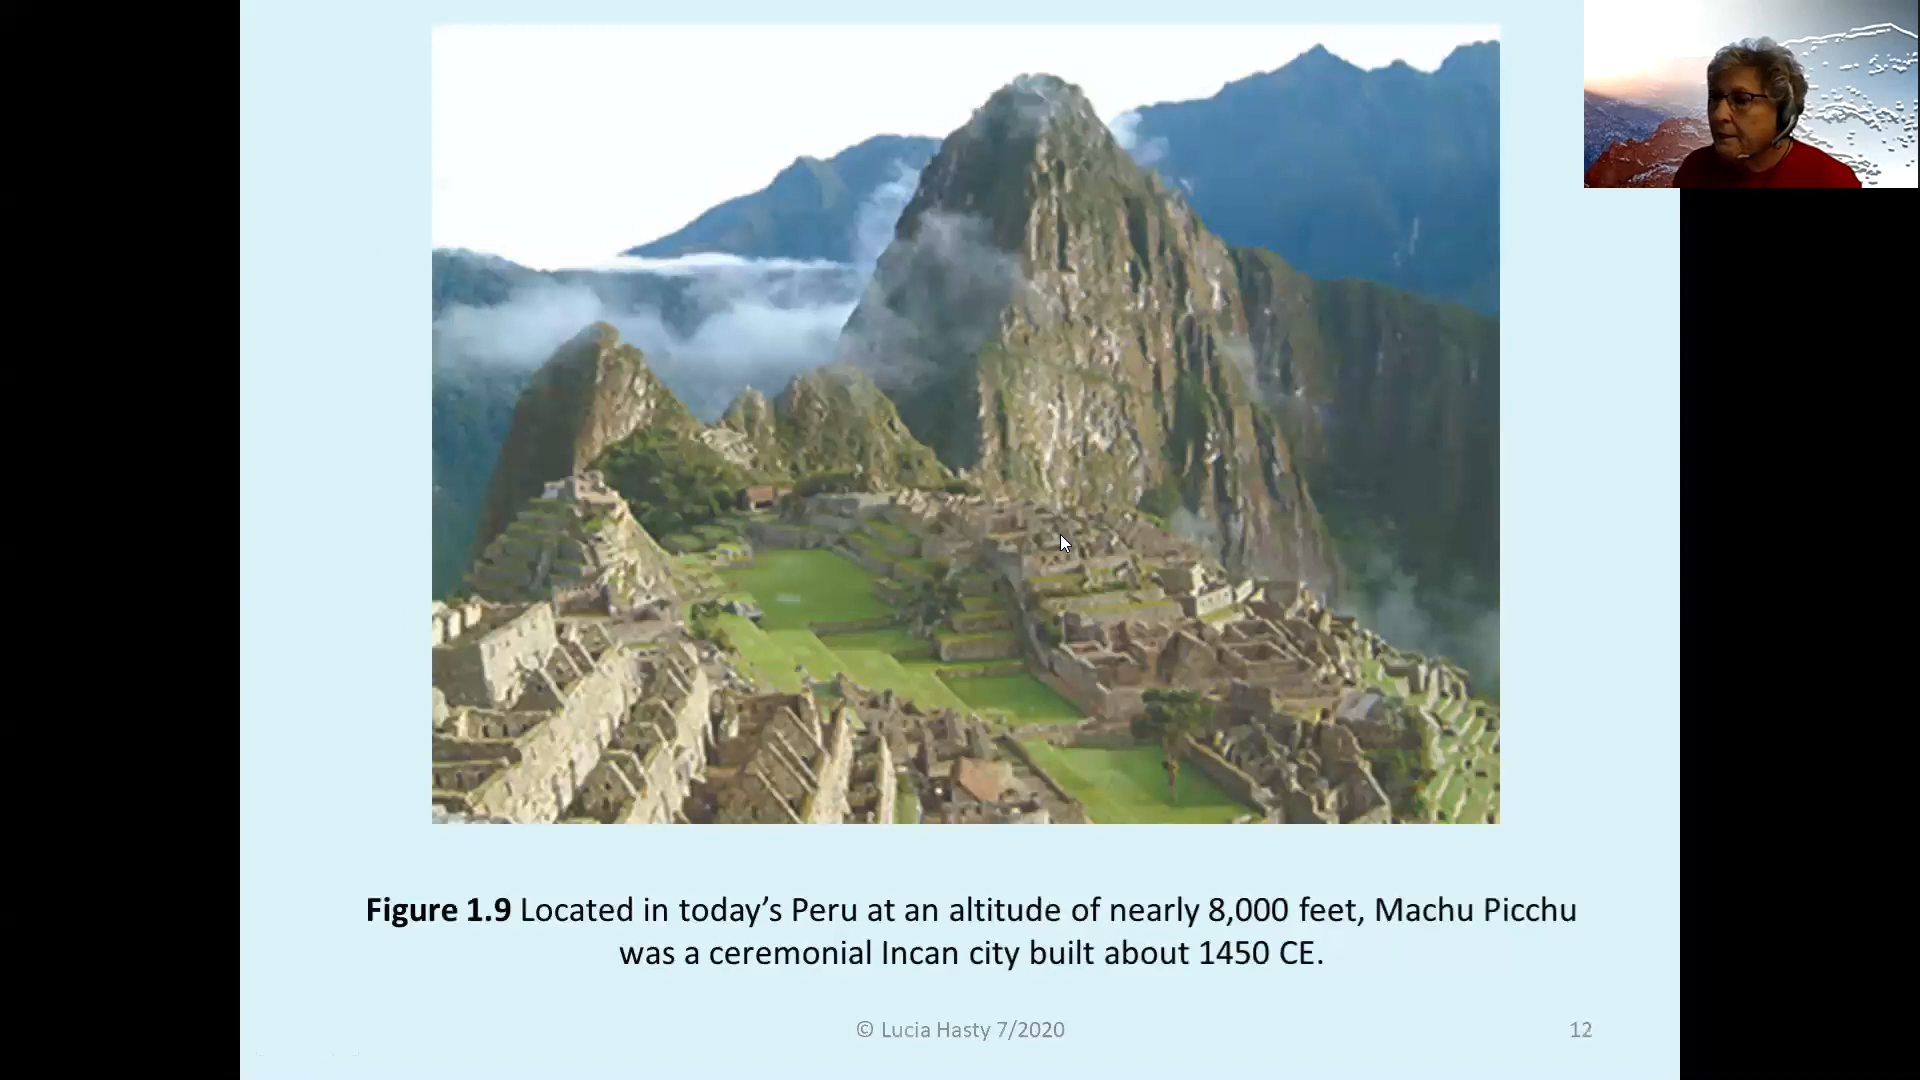 Figure 1.9 Located in today’s Peru at an altitude of nearly 8,000 feet, Machu Picchu
was a ceremonial Incan city built about 1450 CE.
© Lucia Hasty 7/2020
12